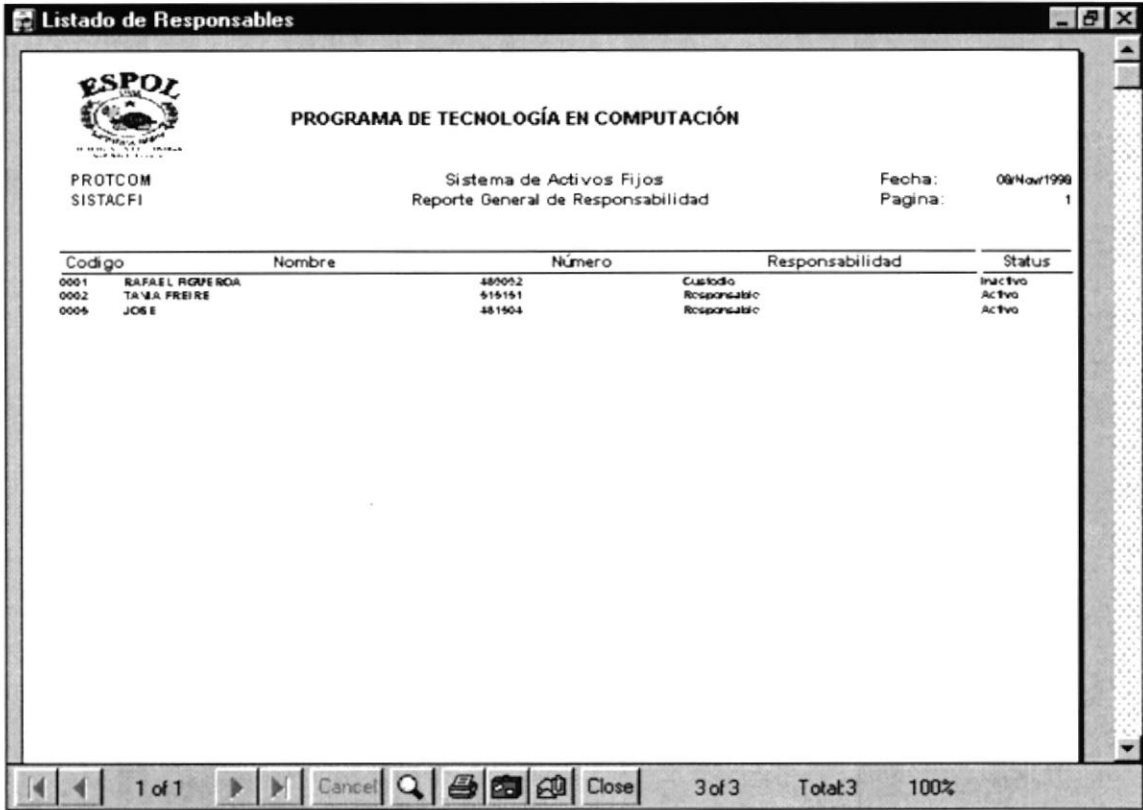 Listado de Responsables
ESPOL
PROGRAMA DE TECNOLOGÍA EN COMPUTACIÓN
PROTCOM Sistema de Activos Fijos Fecha: 08/Nov/1998
SISTACFI Reporte General de Responsabilidad Pagina: 1
Codigo Nombre Número Responsabilidad Status
0001 RAFAEL FIGUEROA Custodio Inactivo
0002 TANIA FREIRE 515151 Responsable Activo
JOSE 481504 Responsable Activo
1 of 1 Cancel Close 3 of 3 Total:3 100%